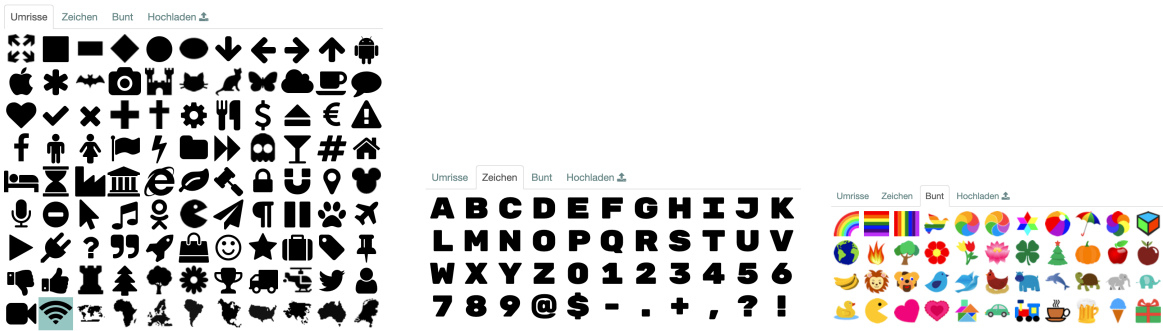 Umrisse Zeichen Bunt Hochladen
$ €
f #
¶
? ”
Umrisse Zeichen Bunt Hochladen
A B C D E F G H I J K
L M N O P Q R S T U V
W X Y Z 0 1 2 3 4 5 6
7 8 9 @ $ - . + , ? !
Umrisse Zeichen Bunt Hochladen